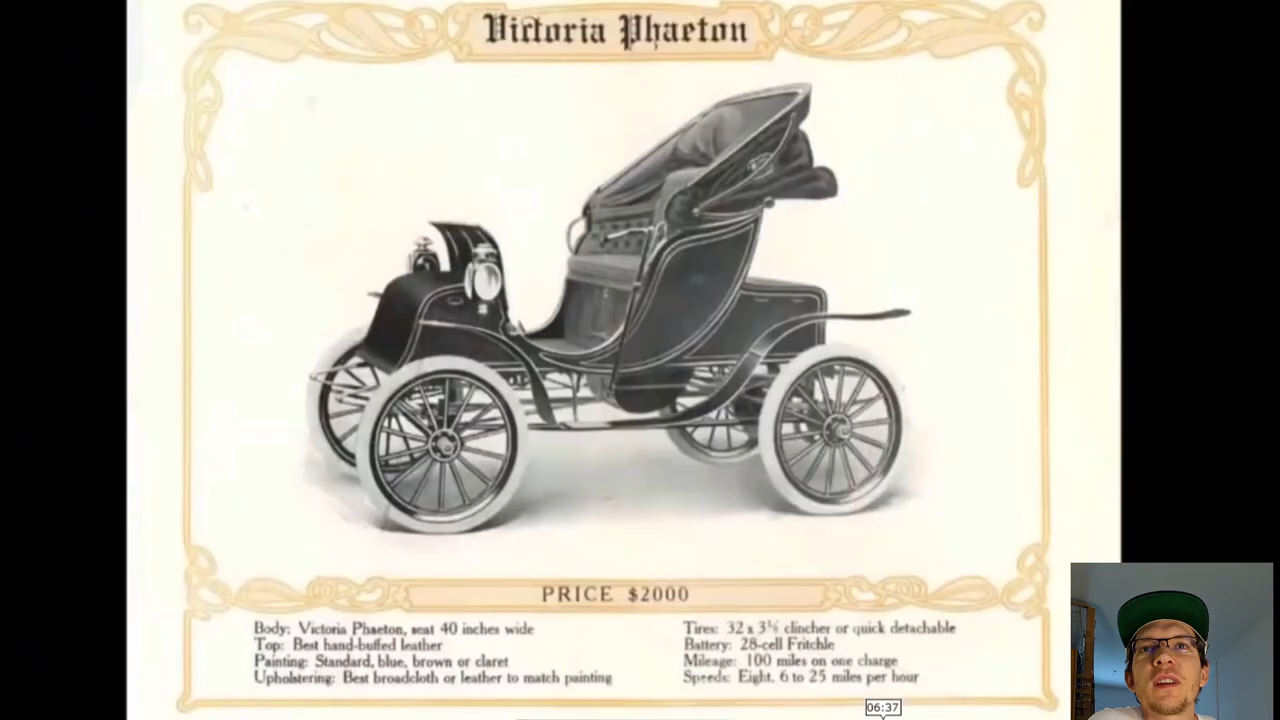 Victoria Phaeton
PRICE $2000
Body: Victoria Phaeton, seat 40 inches wide
Top: Best hand-buffed leather
Painting: Standard, blue, brown or claret
Upholstering: Best broadcloth or leather to match painting
Tires: 32 x 3½ clincher or quick detachable
Battery: 28-cell Fritchle
Mileage: 100 miles on one charge
Speeds: Eight, 6 to 25 miles per hour
06:37